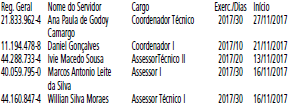 Reg. Geral Nome do Servidor Cargo Exerc./Dias Início
21.833.962-4 Ana Paula de Godoy Coordenador Técnico 2017/30 27/11/2017
Camargo
11.194.478-8 Daniel Gonçalves Coordenador I 2017/10 21/11/2017
44.288.733-4 Ivie Macedo Sousa AssessorTécnico II 2017/20 13/11/2017
40.059.795-0 Marcos Antonio Leite Assessor I 2017/30 16/11/2017
da Silva
44.160.847-4 Willian Silva Moraes Assessor Técnico I 2017/30 16/11/2017